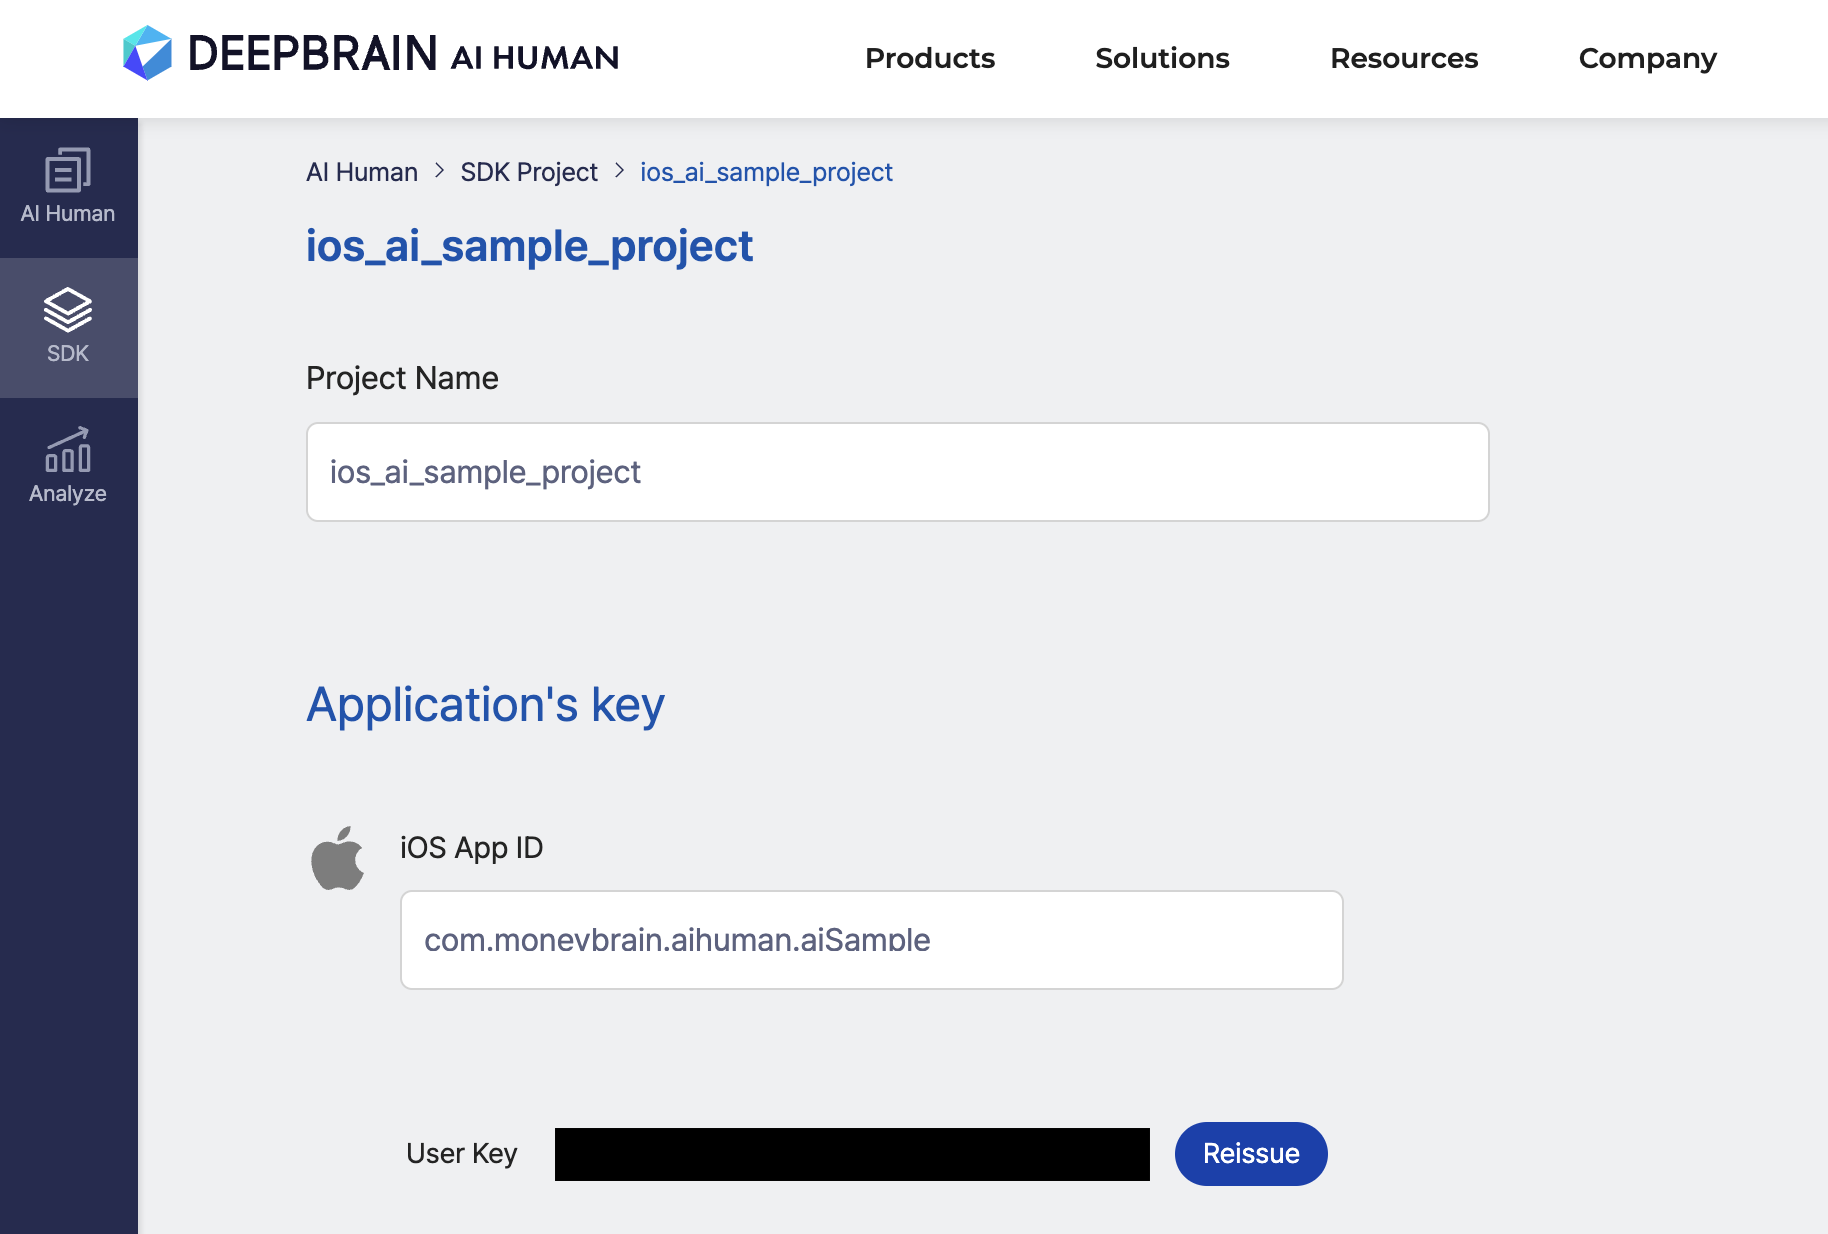 DEEPBRAIN AI HUMAN
Products Solutions Resources Company
AI Human
SDK
Analyze
AI Human > SDK Project > ios_ai_sample_project
ios_ai_sample_project
Project Name
ios_ai_sample_project
Application's key
iOS App ID
com.moneybrain.aihuman.aiSample
User Key
Reissue